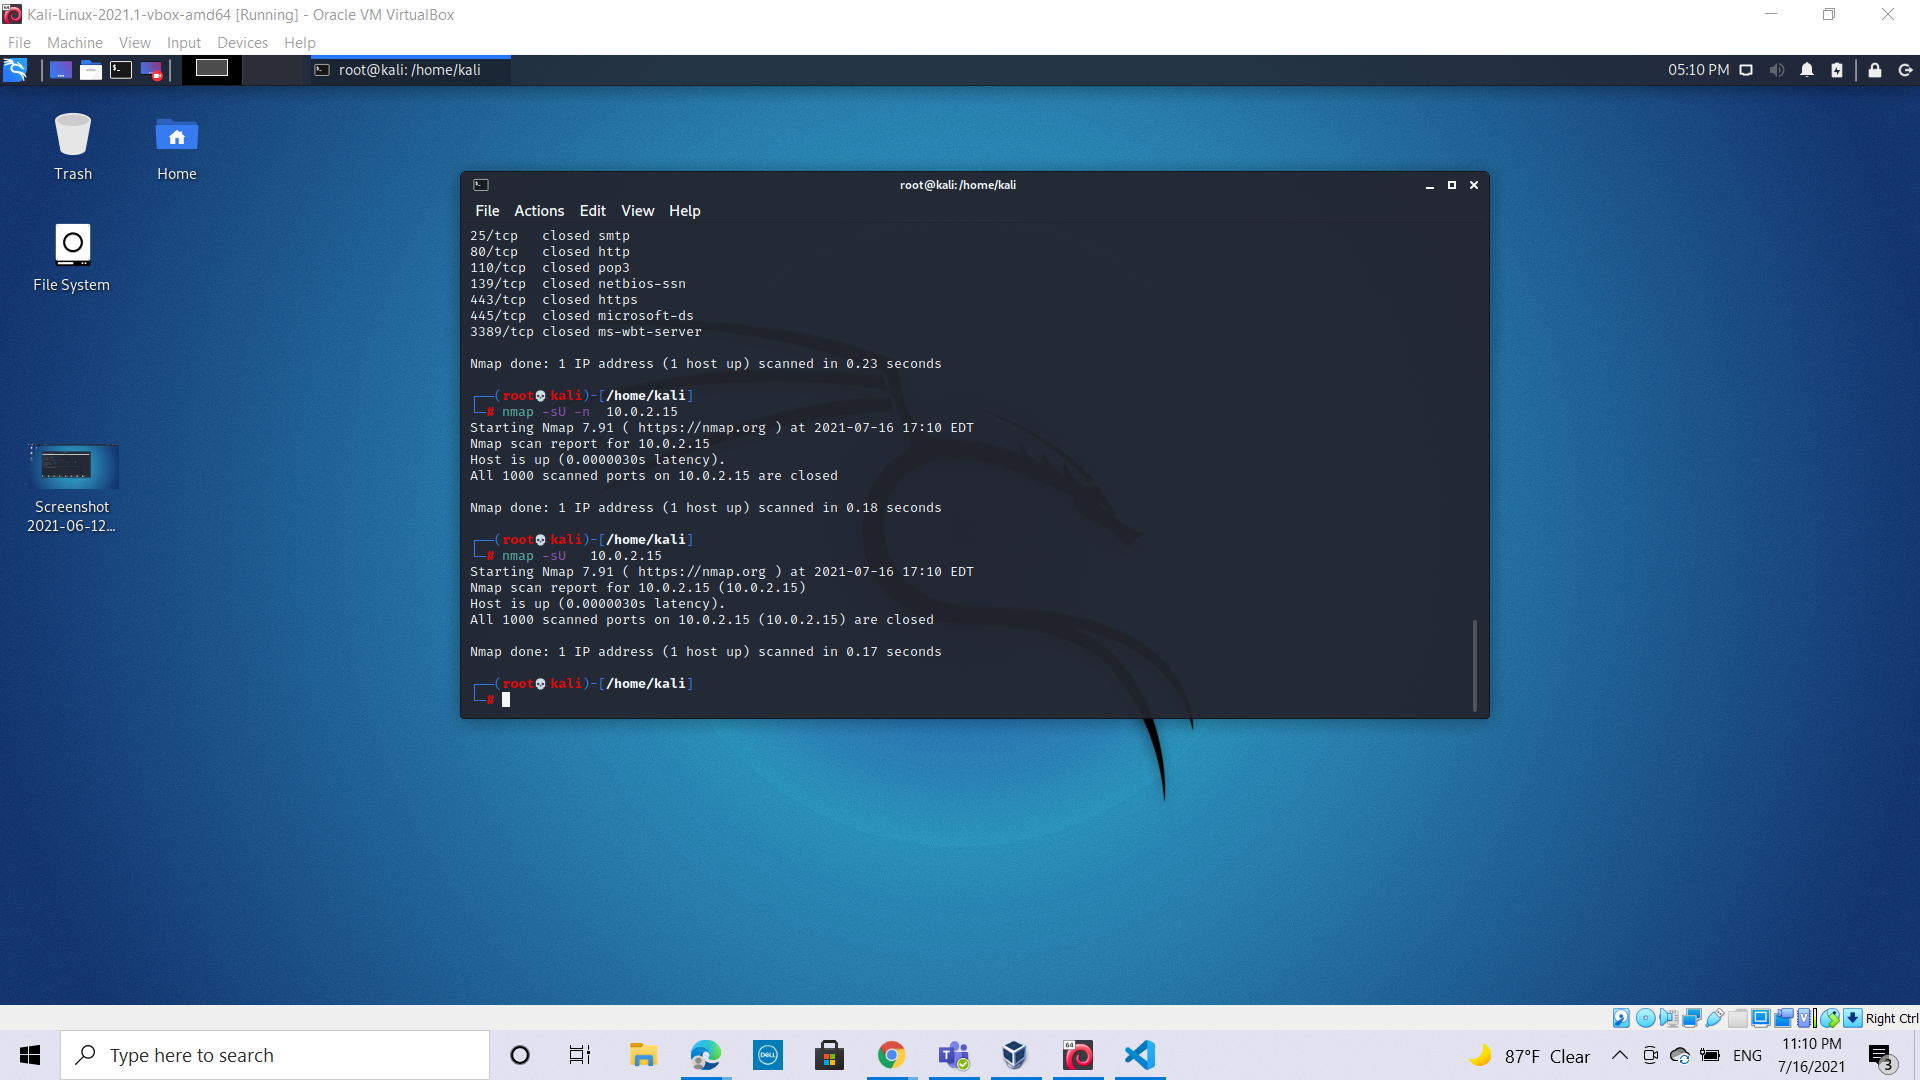 Kali-Linux-2021.1-vbox-amd64 [Running] - Oracle VM VirtualBox
File Machine View Input Devices Help
root@kali: /home/kali
05:10 PM
Trash
Home
File System
Screenshot
2021-06-12...
root@kali: /home/kali
File Actions Edit View Help
25/tcp   closed smtp
80/tcp   closed http
110/tcp  closed pop3
139/tcp  closed netbios-ssn
443/tcp  closed https
445/tcp  closed microsoft-ds
3389/tcp closed ms-wbt-server
Nmap done: 1 IP address (1 host up) scanned in 0.23 seconds
┌──(root💀kali)-[/home/kali]
└─# nmap -sU -n  10.0.2.15
Starting Nmap 7.91 ( https://nmap.org ) at 2021-07-16 17:10 EDT
Nmap scan report for 10.0.2.15
Host is up (0.0000030s latency).
All 1000 scanned ports on 10.0.2.15 are closed
Nmap done: 1 IP address (1 host up) scanned in 0.18 seconds
┌──(root💀kali)-[/home/kali]
└─# nmap -sU   10.0.2.15
Starting Nmap 7.91 ( https://nmap.org ) at 2021-07-16 17:10 EDT
Nmap scan report for 10.0.2.15 (10.0.2.15)
Host is up (0.0000030s latency).
All 1000 scanned ports on 10.0.2.15 (10.0.2.15) are closed
Nmap done: 1 IP address (1 host up) scanned in 0.17 seconds
┌──(root💀kali)-[/home/kali]
└─#
Right Ctrl
Type here to search
DELL
64
87°F Clear
ENG
11:10 PM
7/16/2021
3